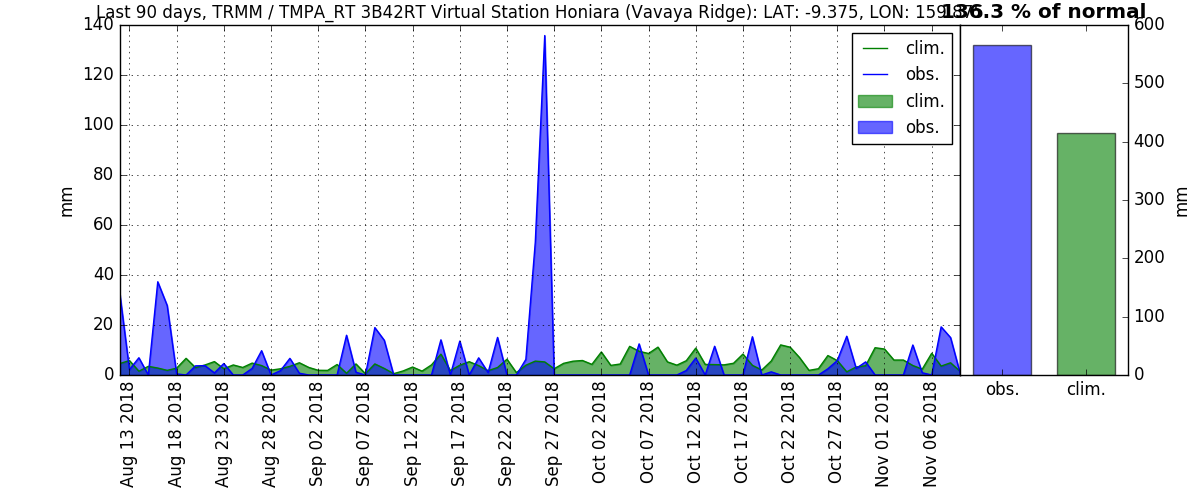 Last 90 days, TRMM / TMPA_RT 3B42RT Virtual Station Honiara (Vavaya Ridge): LAT: -9.375, LON:
136.3 % of normal
140
120
100
80
60
40
20
0
mm
clim.
obs.
clim.
obs.
600
500
400
300
200
100
0
mm
Aug 13 2018
Aug 18 2018
Aug 23 2018
Aug 28 2018
Sep 02 2018
Sep 07 2018
Sep 12 2018
Sep 17 2018
Sep 22 2018
Sep 27 2018
Oct 02 2018
Oct 07 2018
Oct 12 2018
Oct 17 2018
Oct 22 2018
Oct 27 2018
Nov 01 2018
Nov 06 2018
obs.
clim.